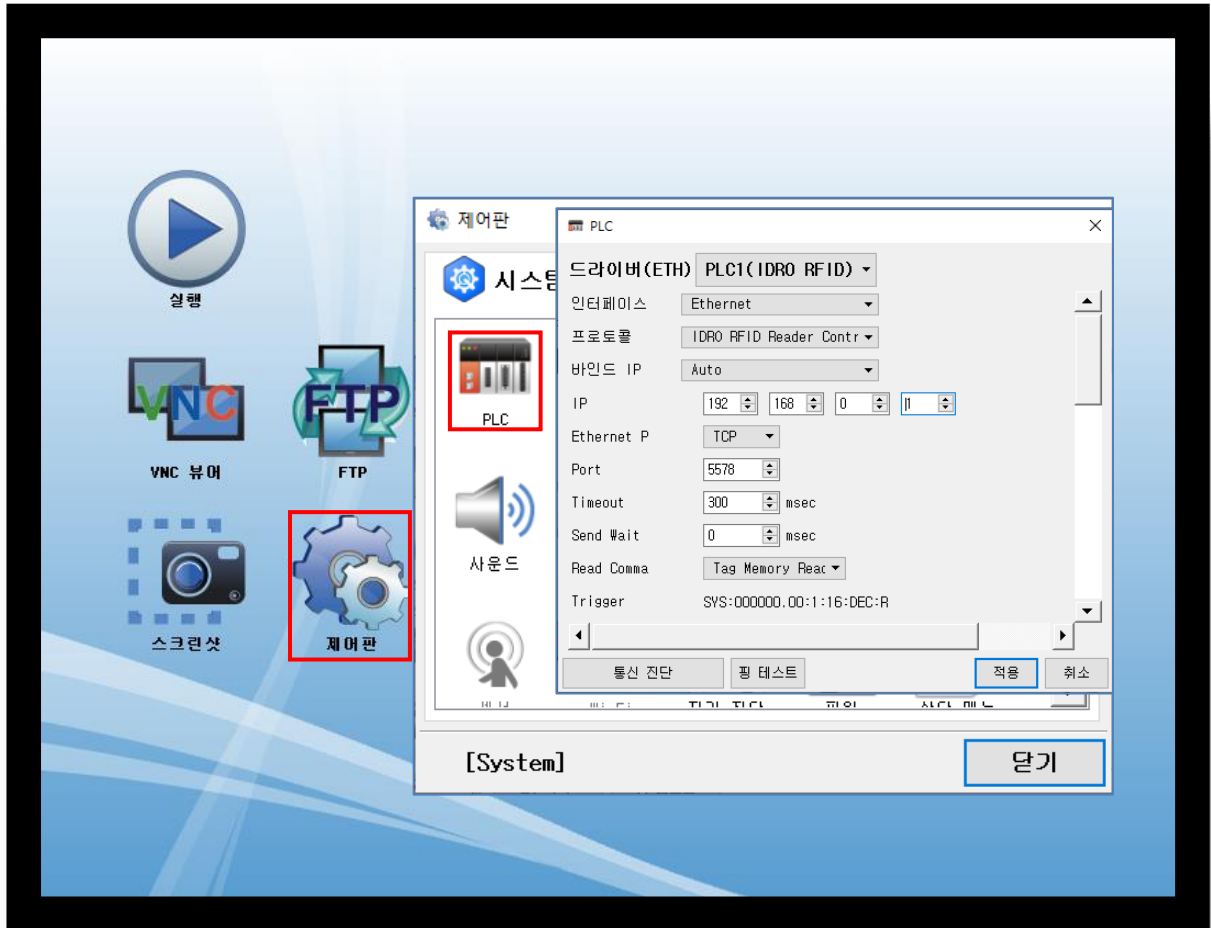 실행
VNC
VNC 뷰어
FTP
FTP
스크린샷
제어판
제어판
시스템
PLC
사운드
[System]
닫기
PLC
드라이버(ETH) PLC1(IDRO RFID)
인터페이스 Ethernet
프로토콜 IDRO RFID Reader Contr
바인드 IP Auto
IP 192 168 0 1
Ethernet P TCP
Port 5578
Timeout 300 msec
Send Wait 0 msec
Read Comma Tag Memory Reac
Trigger SYS:000000.00:1:16:DEC:R
통신 진단 핑 테스트 적용 취소